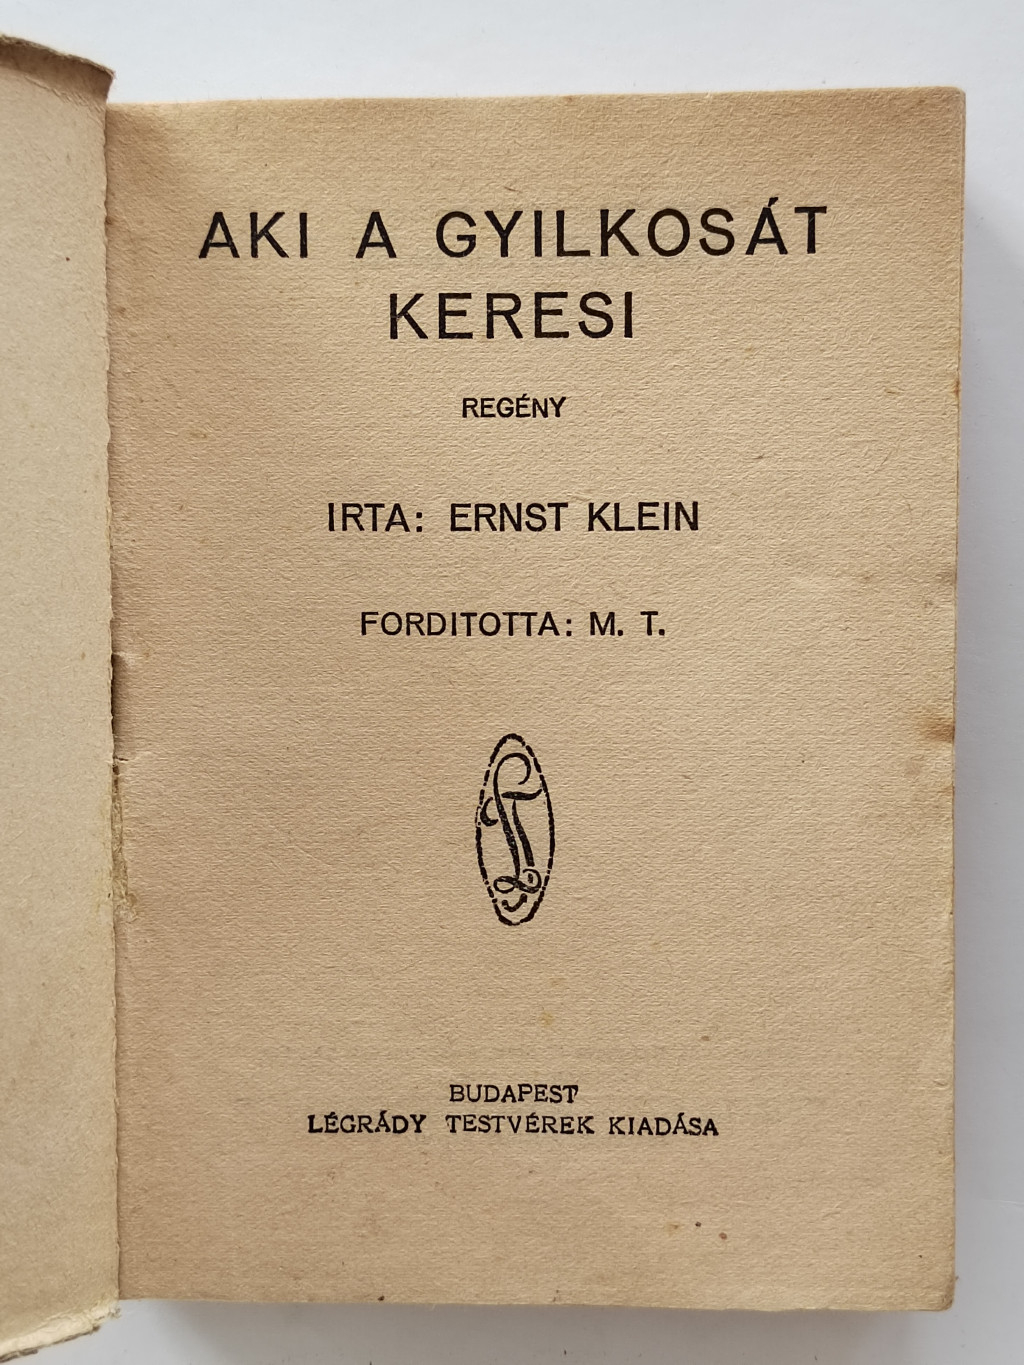 AKI A GYILKOSÁT
KERESI
REGÉNY
IRTA: ERNST KLEIN
FORDITOTTA: M. T.
BUDAPEST
LÉGRÁDY TESTVÉREK KIADÁSA